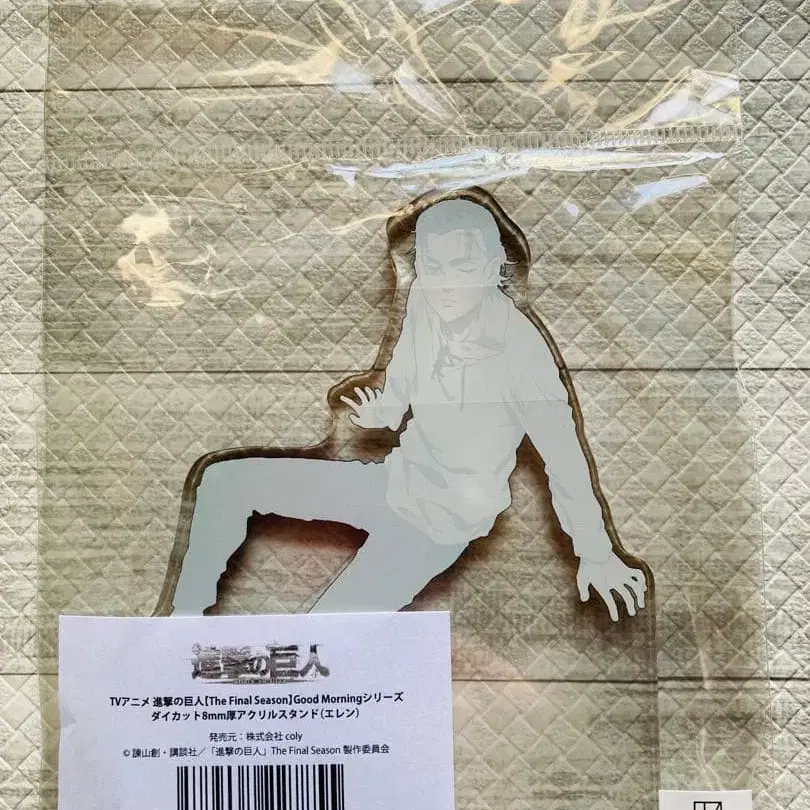 進撃の巨人
TVアニメ 進撃の巨人【The Final Season】Good Morningシリーズ
ダイカット8mm厚アクリルスタンド(エレン)
発売元：株式会社 coly
© 諫山創・講談社／「進撃の巨人」The Final Season 製作委員会